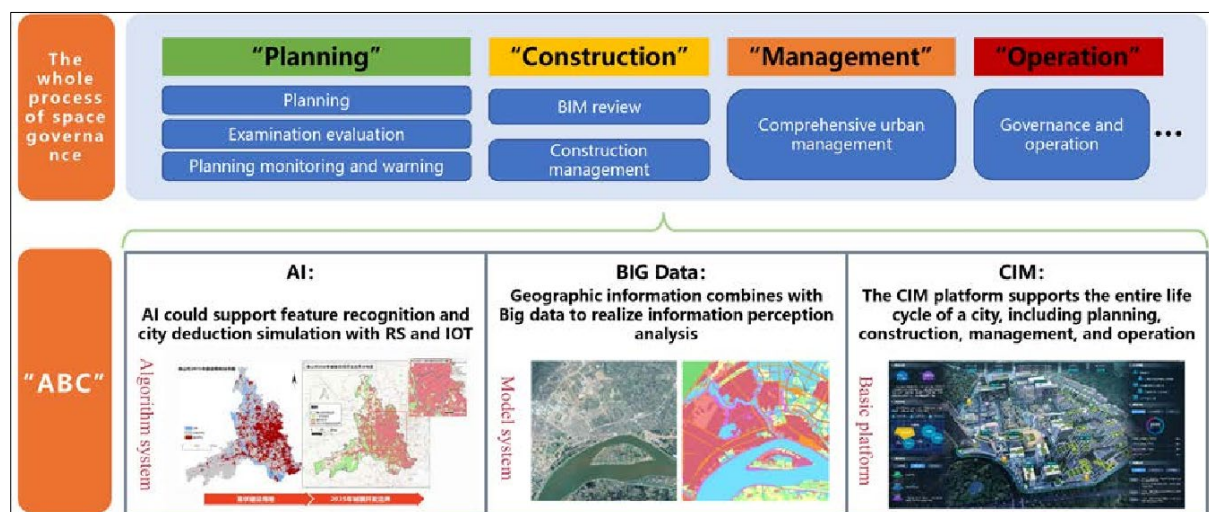 The
whole
process
of space
governa
nce
“Planning”
Planning
Examination evaluation
Planning monitoring and warning
“Construction”
BIM review
Construction
management
“Management”
Comprehensive urban
management
“Operation”
Governance and
operation
...
“ABC”
AI:
AI could support feature recognition and
city deduction simulation with RS and IOT
Algorithm system
BIG Data:
Geographic information combines with
Big data to realize information perception
analysis
Model system
CIM:
The CIM platform supports the entire life
cycle of a city, including planning,
construction, management, and operation
Basic platform